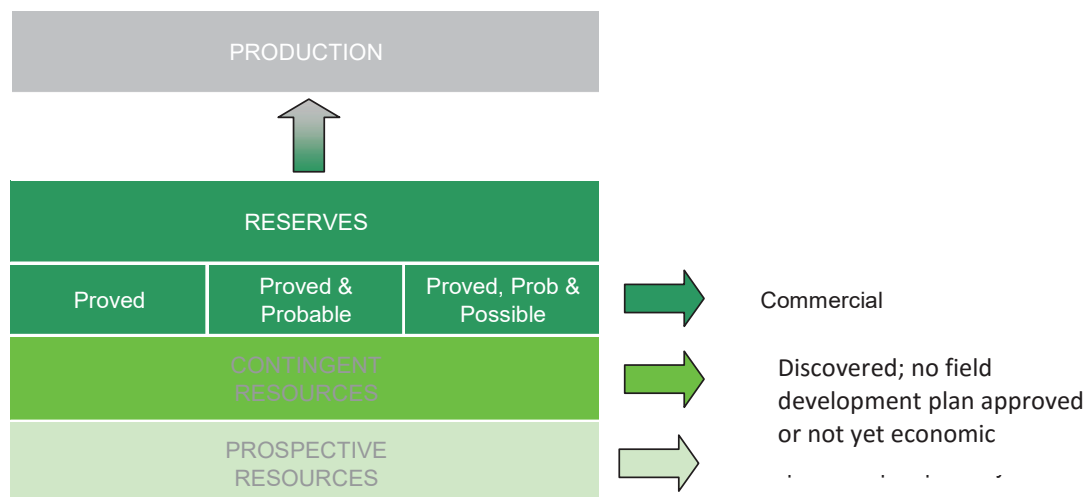 PRODUCTION
RESERVES
Proved
Proved &
Probable
Proved, Prob &
Possible
Commercial
CONTINGENT
RESOURCES
Discovered; no field
development plan approved
or not yet economic
PROSPECTIVE
RESOURCES